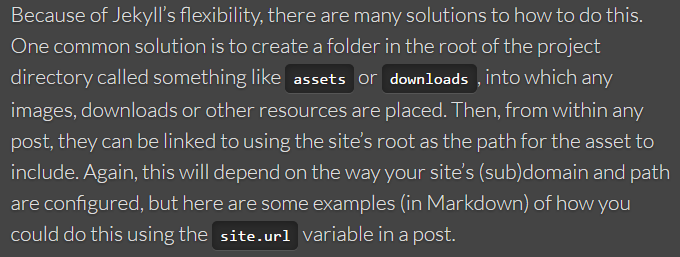 Because of Jekyll’s flexibility, there are many solutions to how to do this.
One common solution is to create a folder in the root of the project
directory called something like assets or downloads, into which any
images, downloads or other resources are placed. Then, from within any
post, they can be linked to using the site’s root as the path for the asset to
include. Again, this will depend on the way your site’s (sub)domain and path
are configured, but here are some examples (in Markdown) of how you
could do this using the site.url variable in a post.